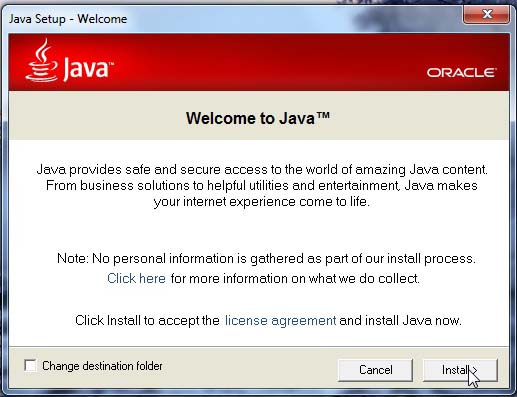 Java Setup - Welcome
Java™
ORACLE
Welcome to Java™
Java provides safe and secure access to the world of amazing Java content.
From business solutions to helpful utilities and entertainment, Java makes
your internet experience come to life.
Note: No personal information is gathered as part of our install process.
Click here for more information on what we do collect.
Click Install to accept the license agreement and install Java now.
Change destination folder
Cancel
Install >